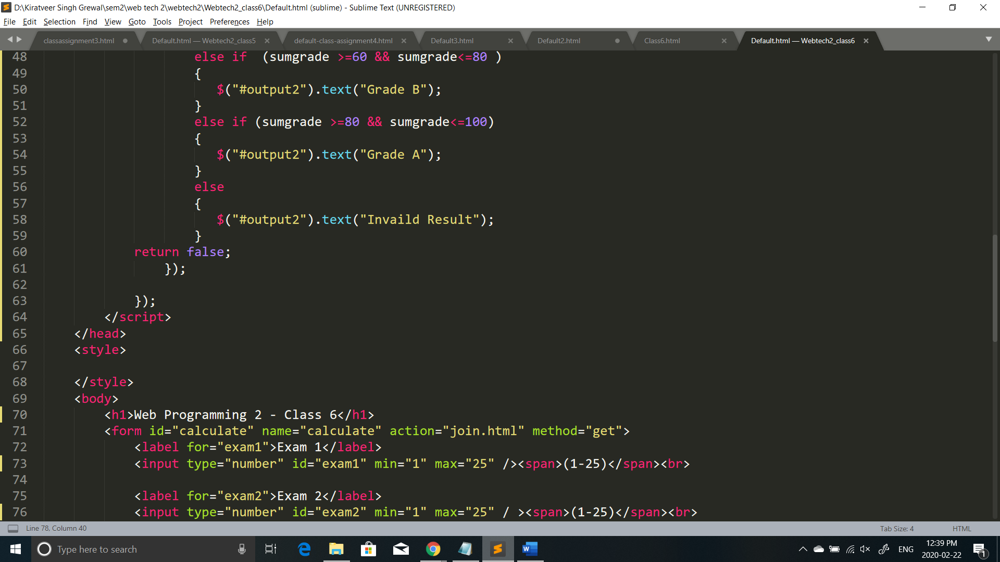 D:\Kiratveer Singh Grewal\sem2\web tech 2\webtech2\Webtech2_class6\Default.html (sublime) - Sublime Text (UNREGISTERED)
File Edit Selection Find View Goto Tools Project Preferences Help
classassignment3.html Default.html — Webtech2_class5 default-class-assignment4.html Default3.html Default2.html Class6.html Default.html — Webtech2_class6
48 else if  (sumgrade >=60 && sumgrade<=80 )
49 {
50 $("#output2").text("Grade B");
51 }
52 else if (sumgrade >=80 && sumgrade<=100)
53 {
54 $("#output2").text("Grade A");
55 }
56 else
57 {
58 $("#output2").text("Invaild Result");
59 }
60 return false;
61 });
62
63 });
64 </script>
65 </head>
66 <style>
67
68 </style>
69 <body>
70 <h1>Web Programming 2 - Class 6</h1>
71 <form id="calculate" name="calculate" action="join.html" method="get">
72 <label for="exam1">Exam 1</label>
73 <input type="number" id="exam1" min="1" max="25" /><span>(1-25)</span><br>
74
75 <label for="exam2">Exam 2</label>
76 <input type="number" id="exam2" min="1" max="25" / ><span>(1-25)</span><br>
Line 78, Column 40 Tab Size: 4 HTML
Type here to search ENG 12:39 PM
2020-02-22 1